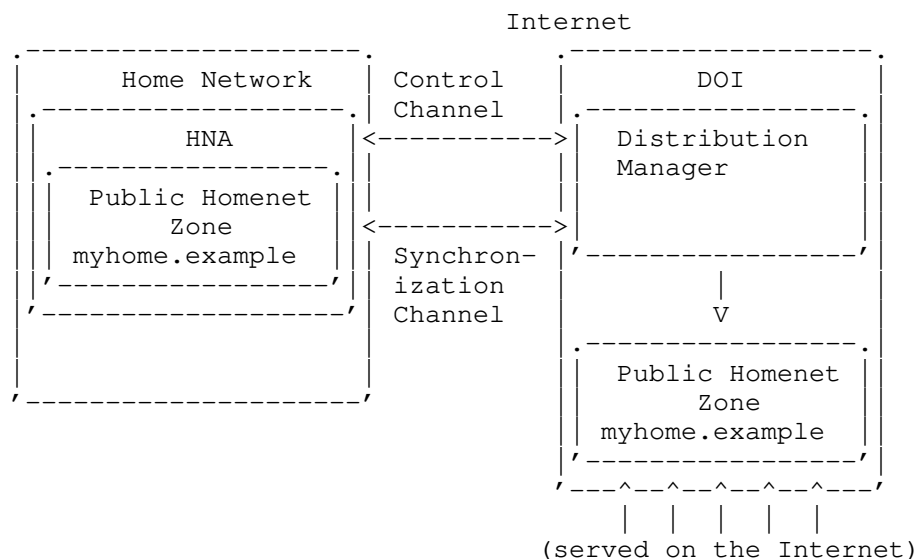 Internet
Home Network
Control
Channel
DOI
HNA
Distribution
Manager
Public Homenet
Zone
myhome.example
Synchron-
ization
Channel
V
Public Homenet
Zone
myhome.example
(served on the Internet)